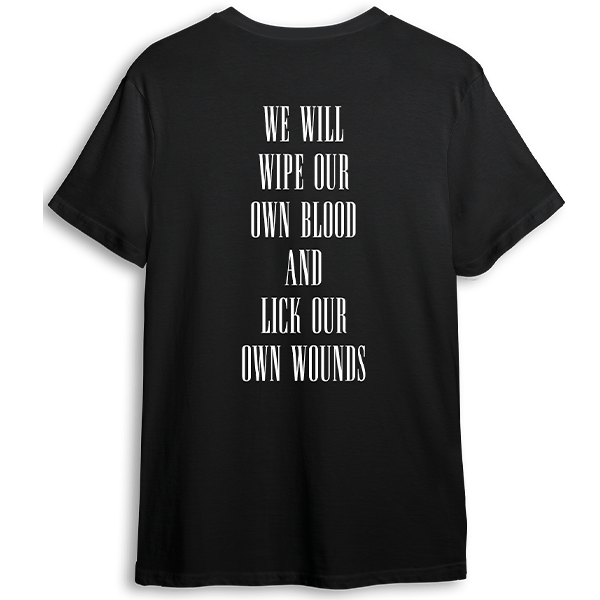 WE WILL
WIPE OUR
OWN BLOOD
AND
LICK OUR
OWN WOUNDS